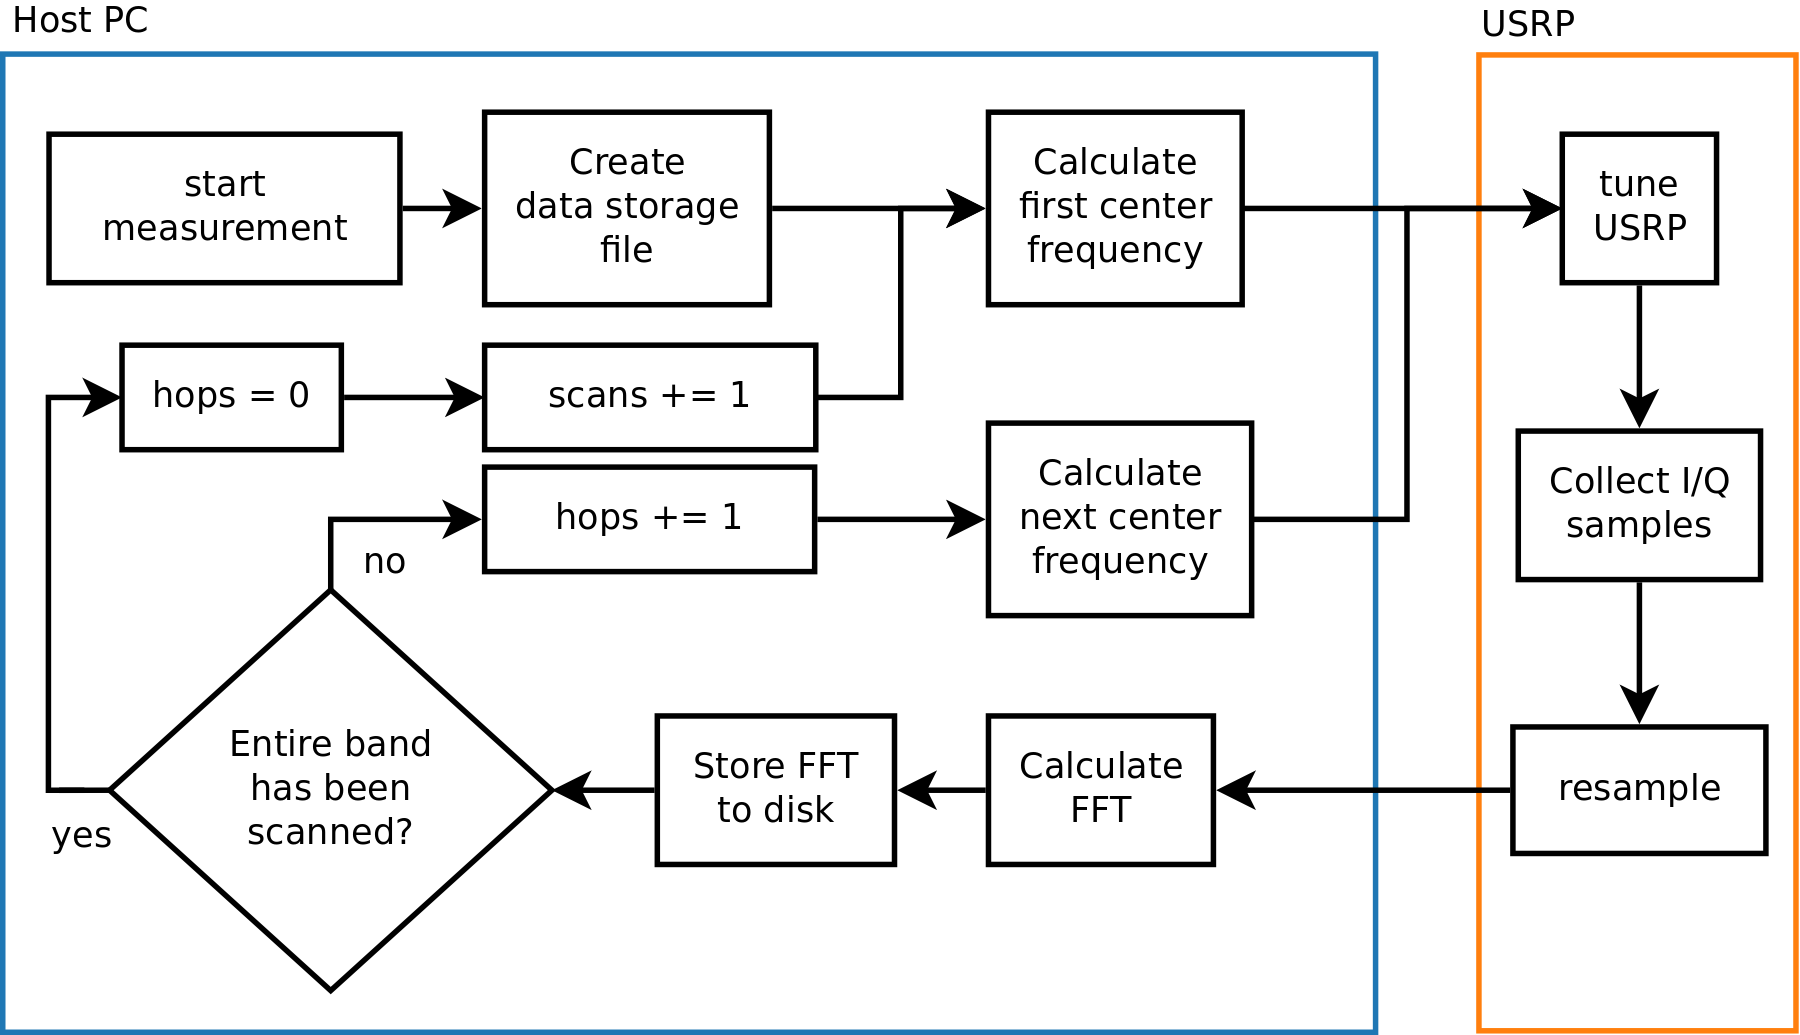 Host PC
USRP
start
measurement
Create
data storage
file
Calculate
first center
frequency
tune
USRP
hops = 0
scans += 1
hops += 1
no
Calculate
next center
frequency
Collect I/Q
samples
Entire band
has been
scanned?
yes
Store FFT
to disk
Calculate
FFT
resample